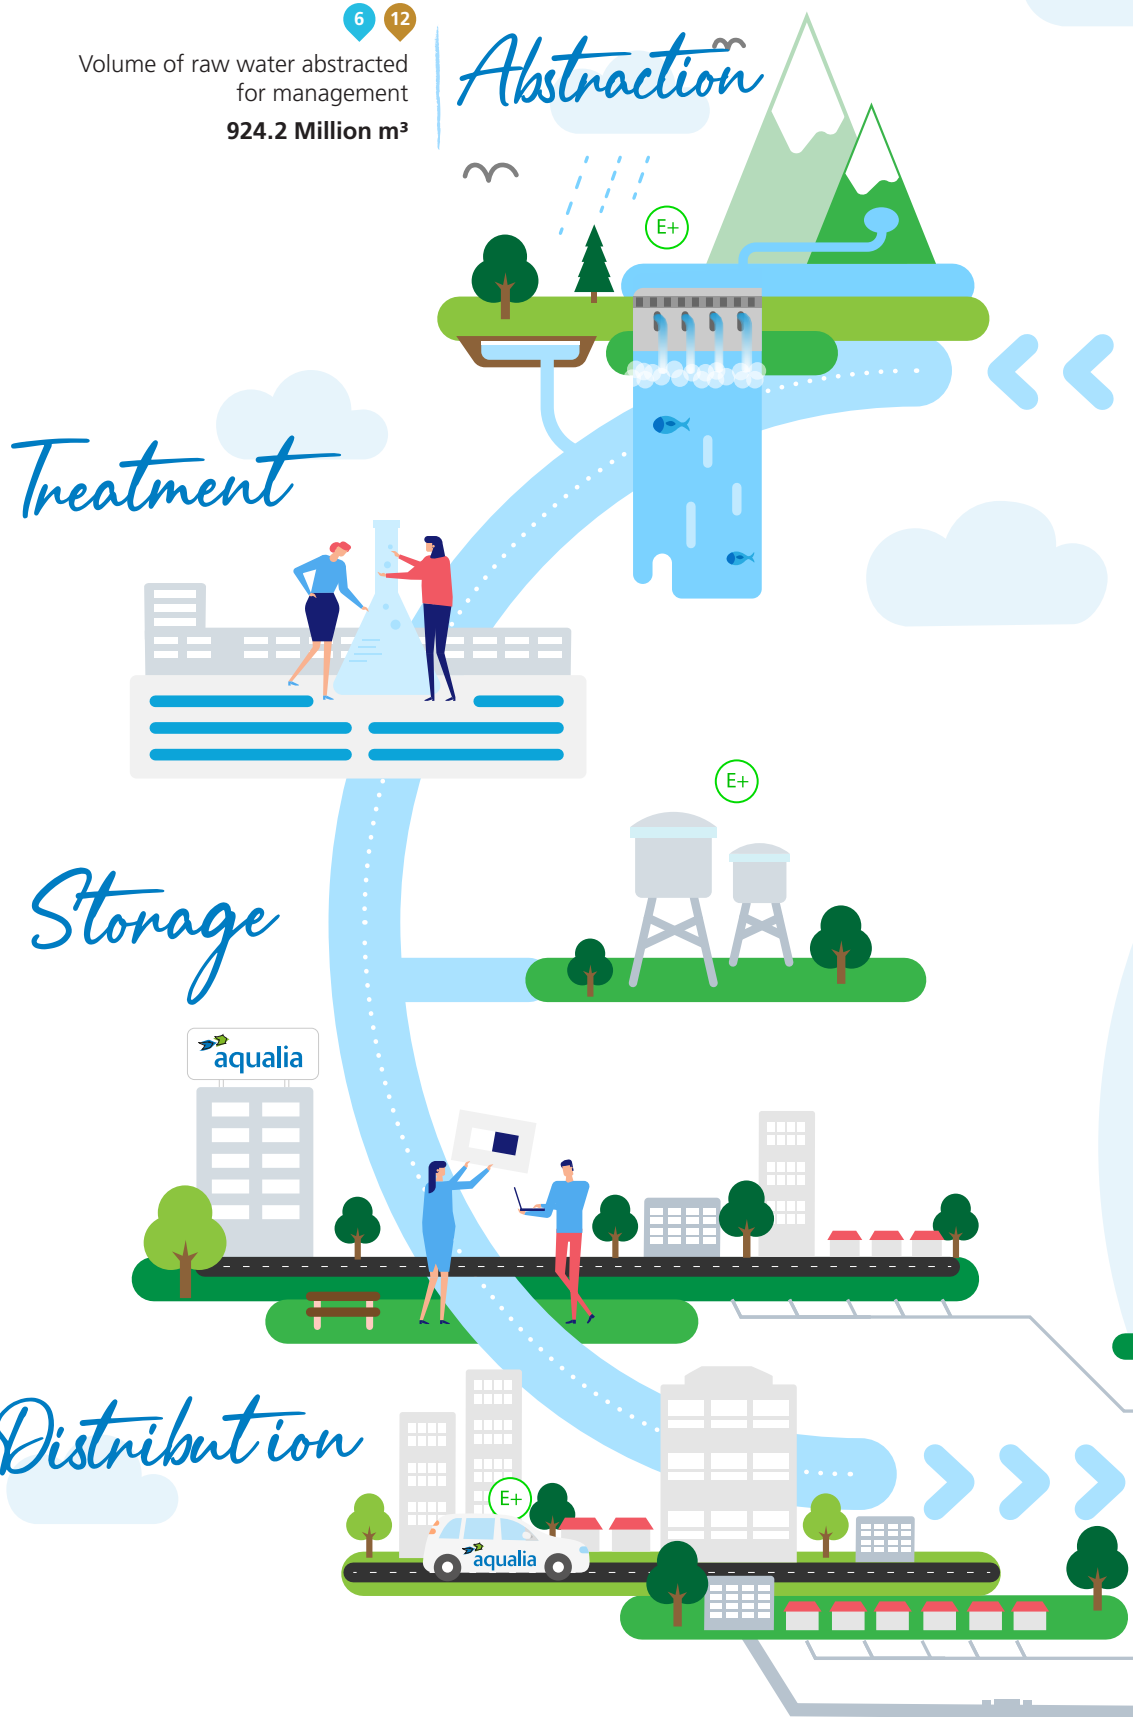 6 12
Volume of raw water abstracted
for management
924.2 Million m³
Abstraction
E+
Treatment
E+
Storage
aqualia
Distribution
E+
aqualia